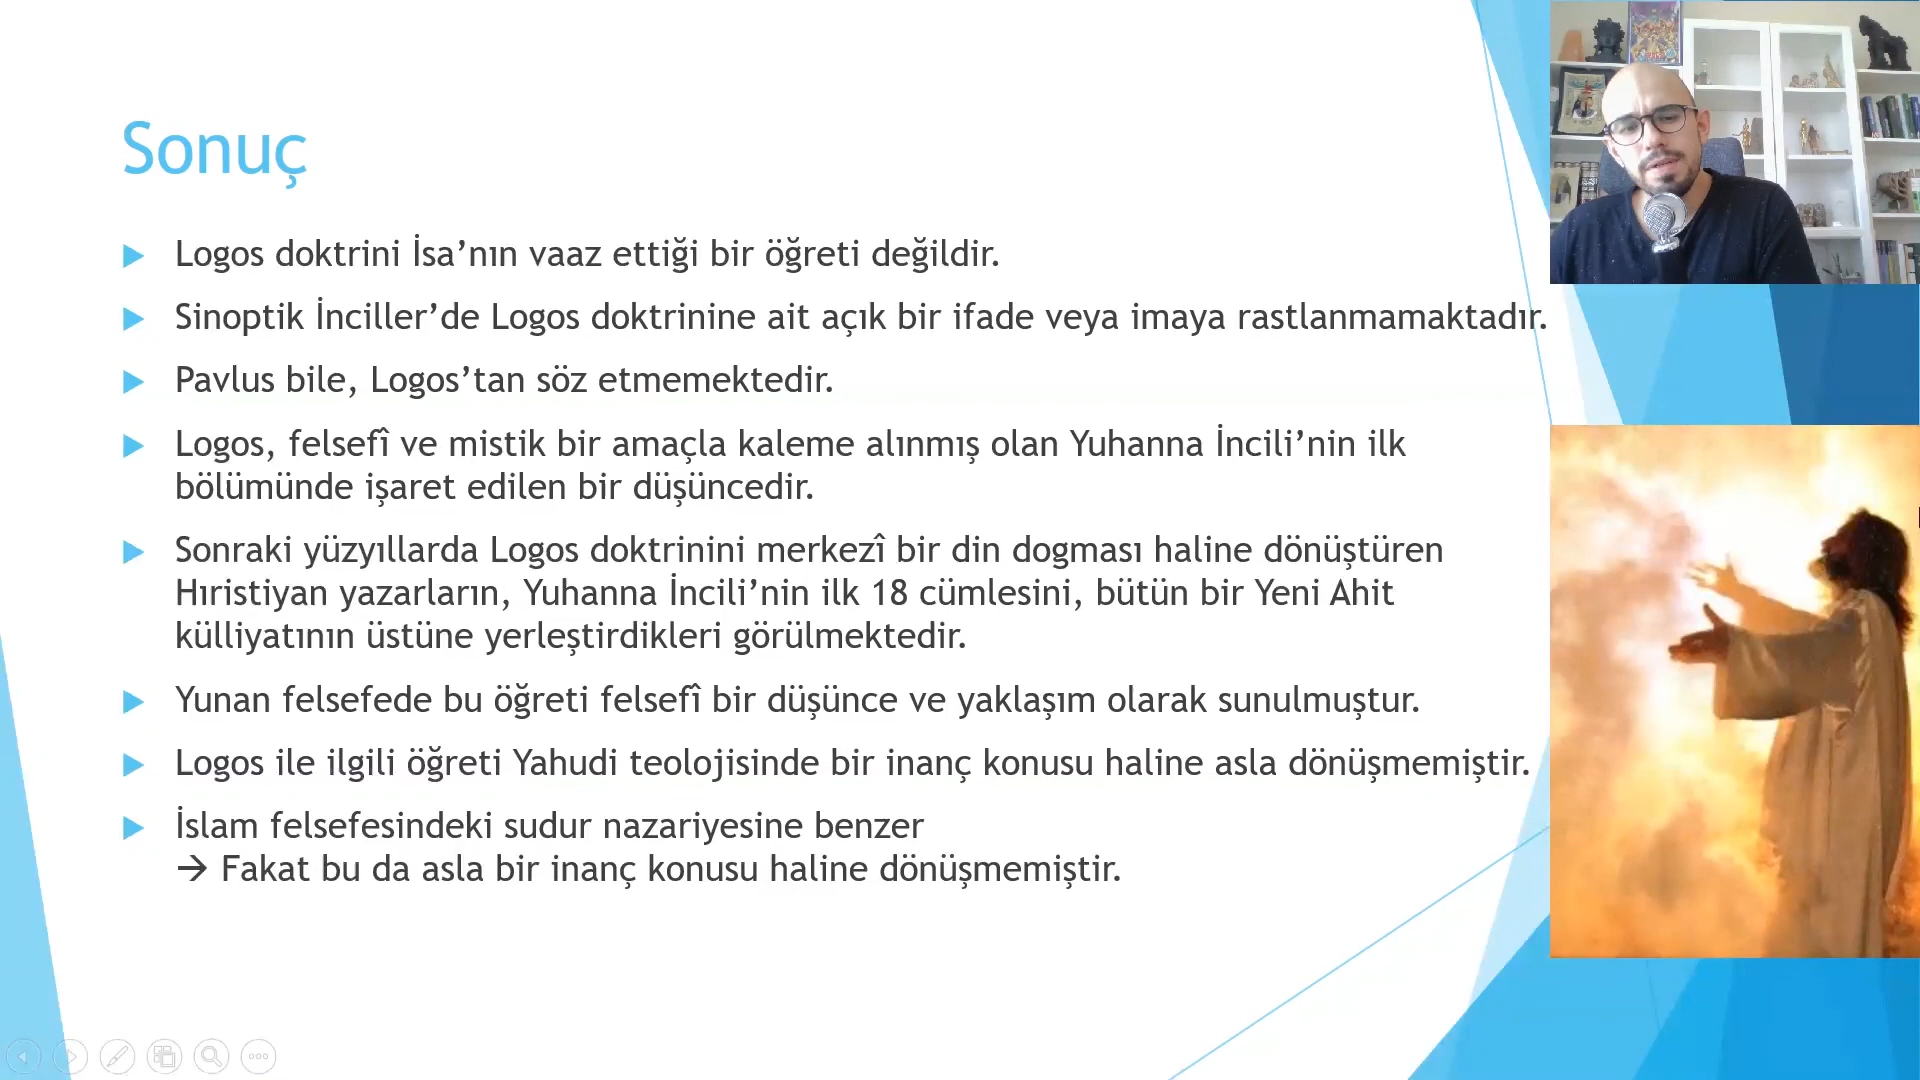 Sonuç
Logos doktrini İsa’nın vaaz ettiği bir öğreti değildir.
Sinoptik İnciller’de Logos doktrinine ait açık bir ifade veya imaya rastlanmamaktadır.
Pavlus bile, Logos’tan söz etmemektedir.
Logos, felsefî ve mistik bir amaçla kaleme alınmış olan Yuhanna İncili’nin ilk
bölümünde işaret edilen bir düşüncedir.
Sonraki yüzyıllarda Logos doktrinini merkezî bir din dogması haline dönüştüren
Hıristiyan yazarların, Yuhanna İncili’nin ilk 18 cümlesini, bütün bir Yeni Ahit
külliyatının üstüne yerleştirdikleri görülmektedir.
Yunan felsefede bu öğreti felsefî bir düşünce ve yaklaşım olarak sunulmuştur.
Logos ile ilgili öğreti Yahudi teolojisinde bir inanç konusu haline asla dönüşmemiştir.
İslam felsefesindeki sudur nazariyesine benzer
→ Fakat bu da asla bir inanç konusu haline dönüşmemiştir.